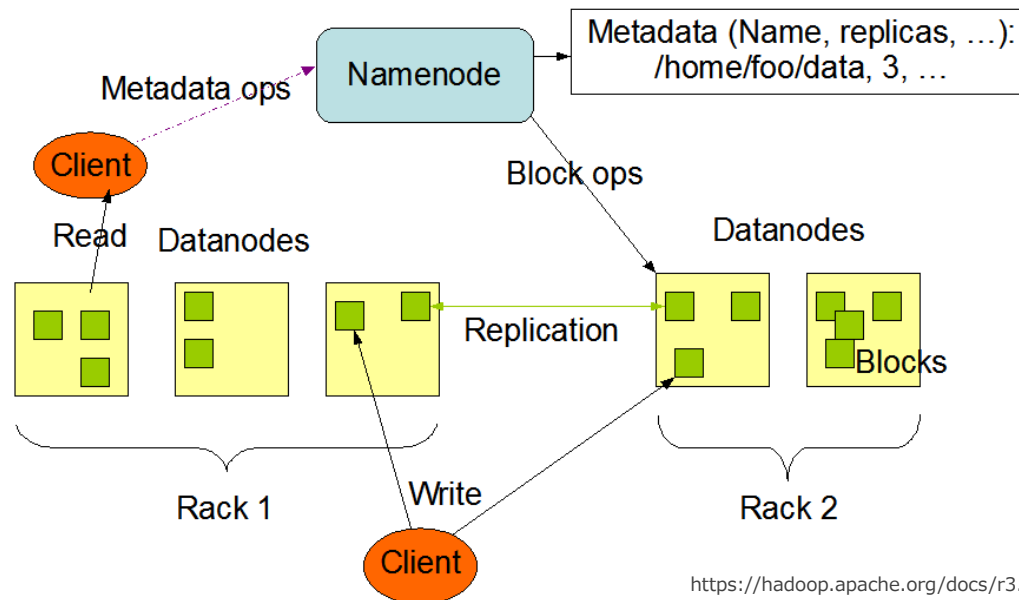 Metadata (Name, replicas, …):
/home/foo/data, 3, …
Namenode
Metadata ops
Client
Block ops
Read
Datanodes
Datanodes
Replication
Blocks
Rack 1
Write
Rack 2
Client
https://hadoop.apache.org/docs/r3.